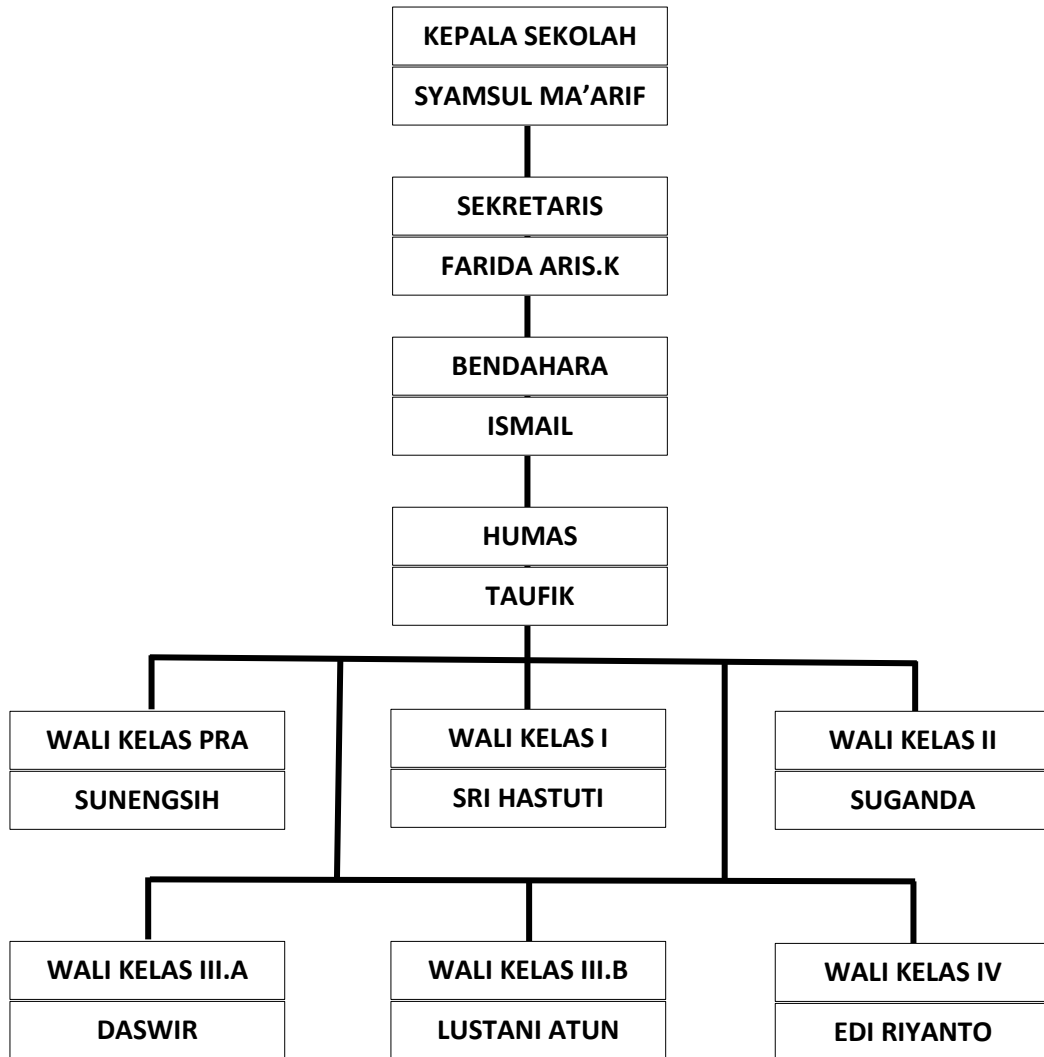 KEPALA SEKOLAH
SYAMSUL MA’ARIF
SEKRETARIS
FARIDA ARIS.K
BENDAHARA
ISMAIL
HUMAS
TAUFIK
WALI KELAS PRA
SUNENGSIH
WALI KELAS I
SRI HASTUTI
WALI KELAS II
SUGANDA
WALI KELAS III.A
DASWIR
WALI KELAS III.B
LUSTANI ATUN
WALI KELAS IV
EDI RIYANTO